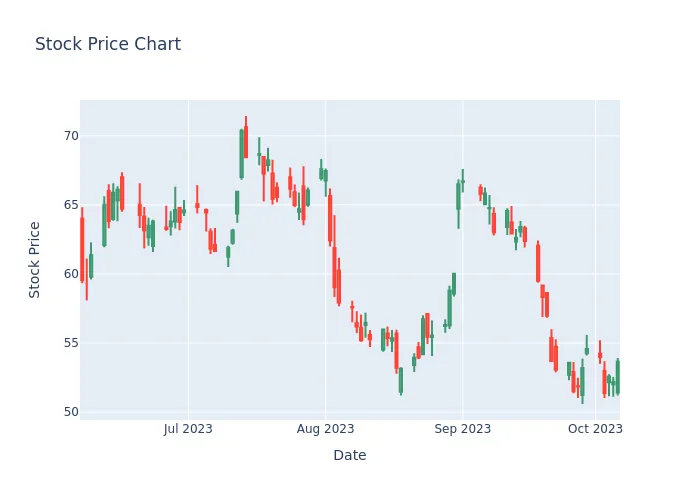 Stock Price Chart
70
65
60
55
50
Stock Price
Jul 2023
Aug 2023
Sep 2023
Oct 2023
Date